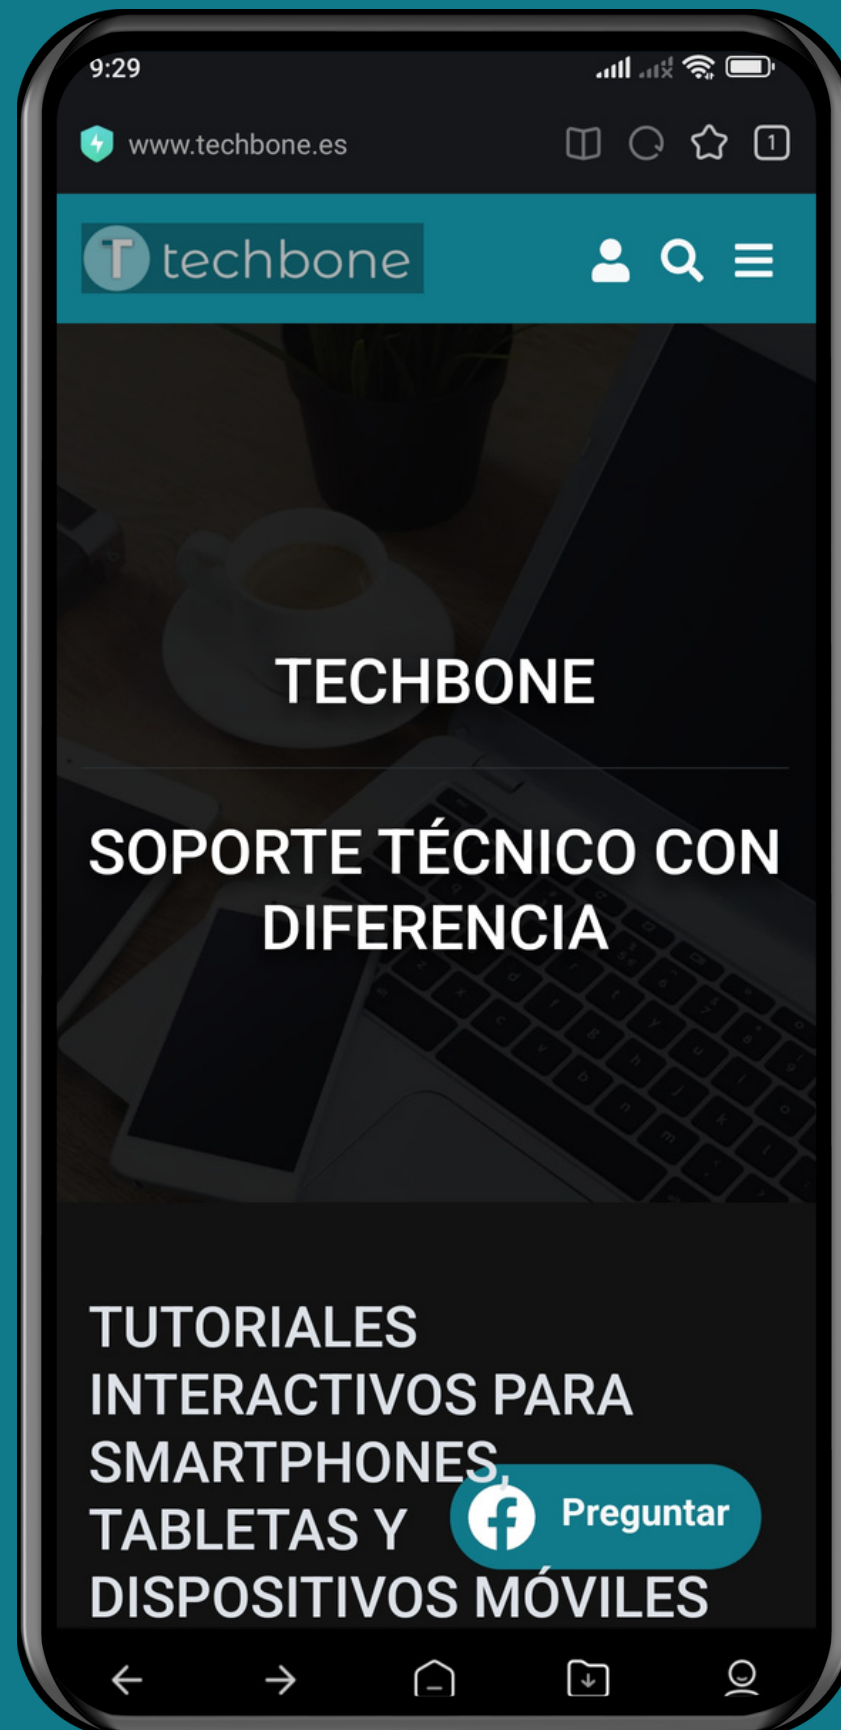 9:29
www.techbone.es
1
T techbone
TECHBONE
SOPORTE TÉCNICO CON
DIFERENCIA
TUTORIALES
INTERACTIVOS PARA
SMARTPHONES,
TABLETAS Y
Preguntar
DISPOSITIVOS MÓVILES